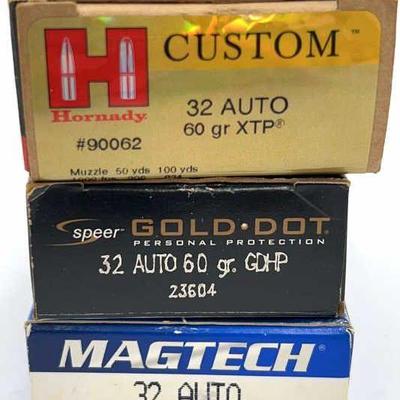 H
Hornady
CUSTOM™
32 AUTO
60 gr XTP®
#90062
Muzzle 50 yds 100 yds
speer GOLD·DOT
PERSONAL PROTECTION
32 AUTO 60 gr. GDHP
23604
MAGTECH
32 AUTO